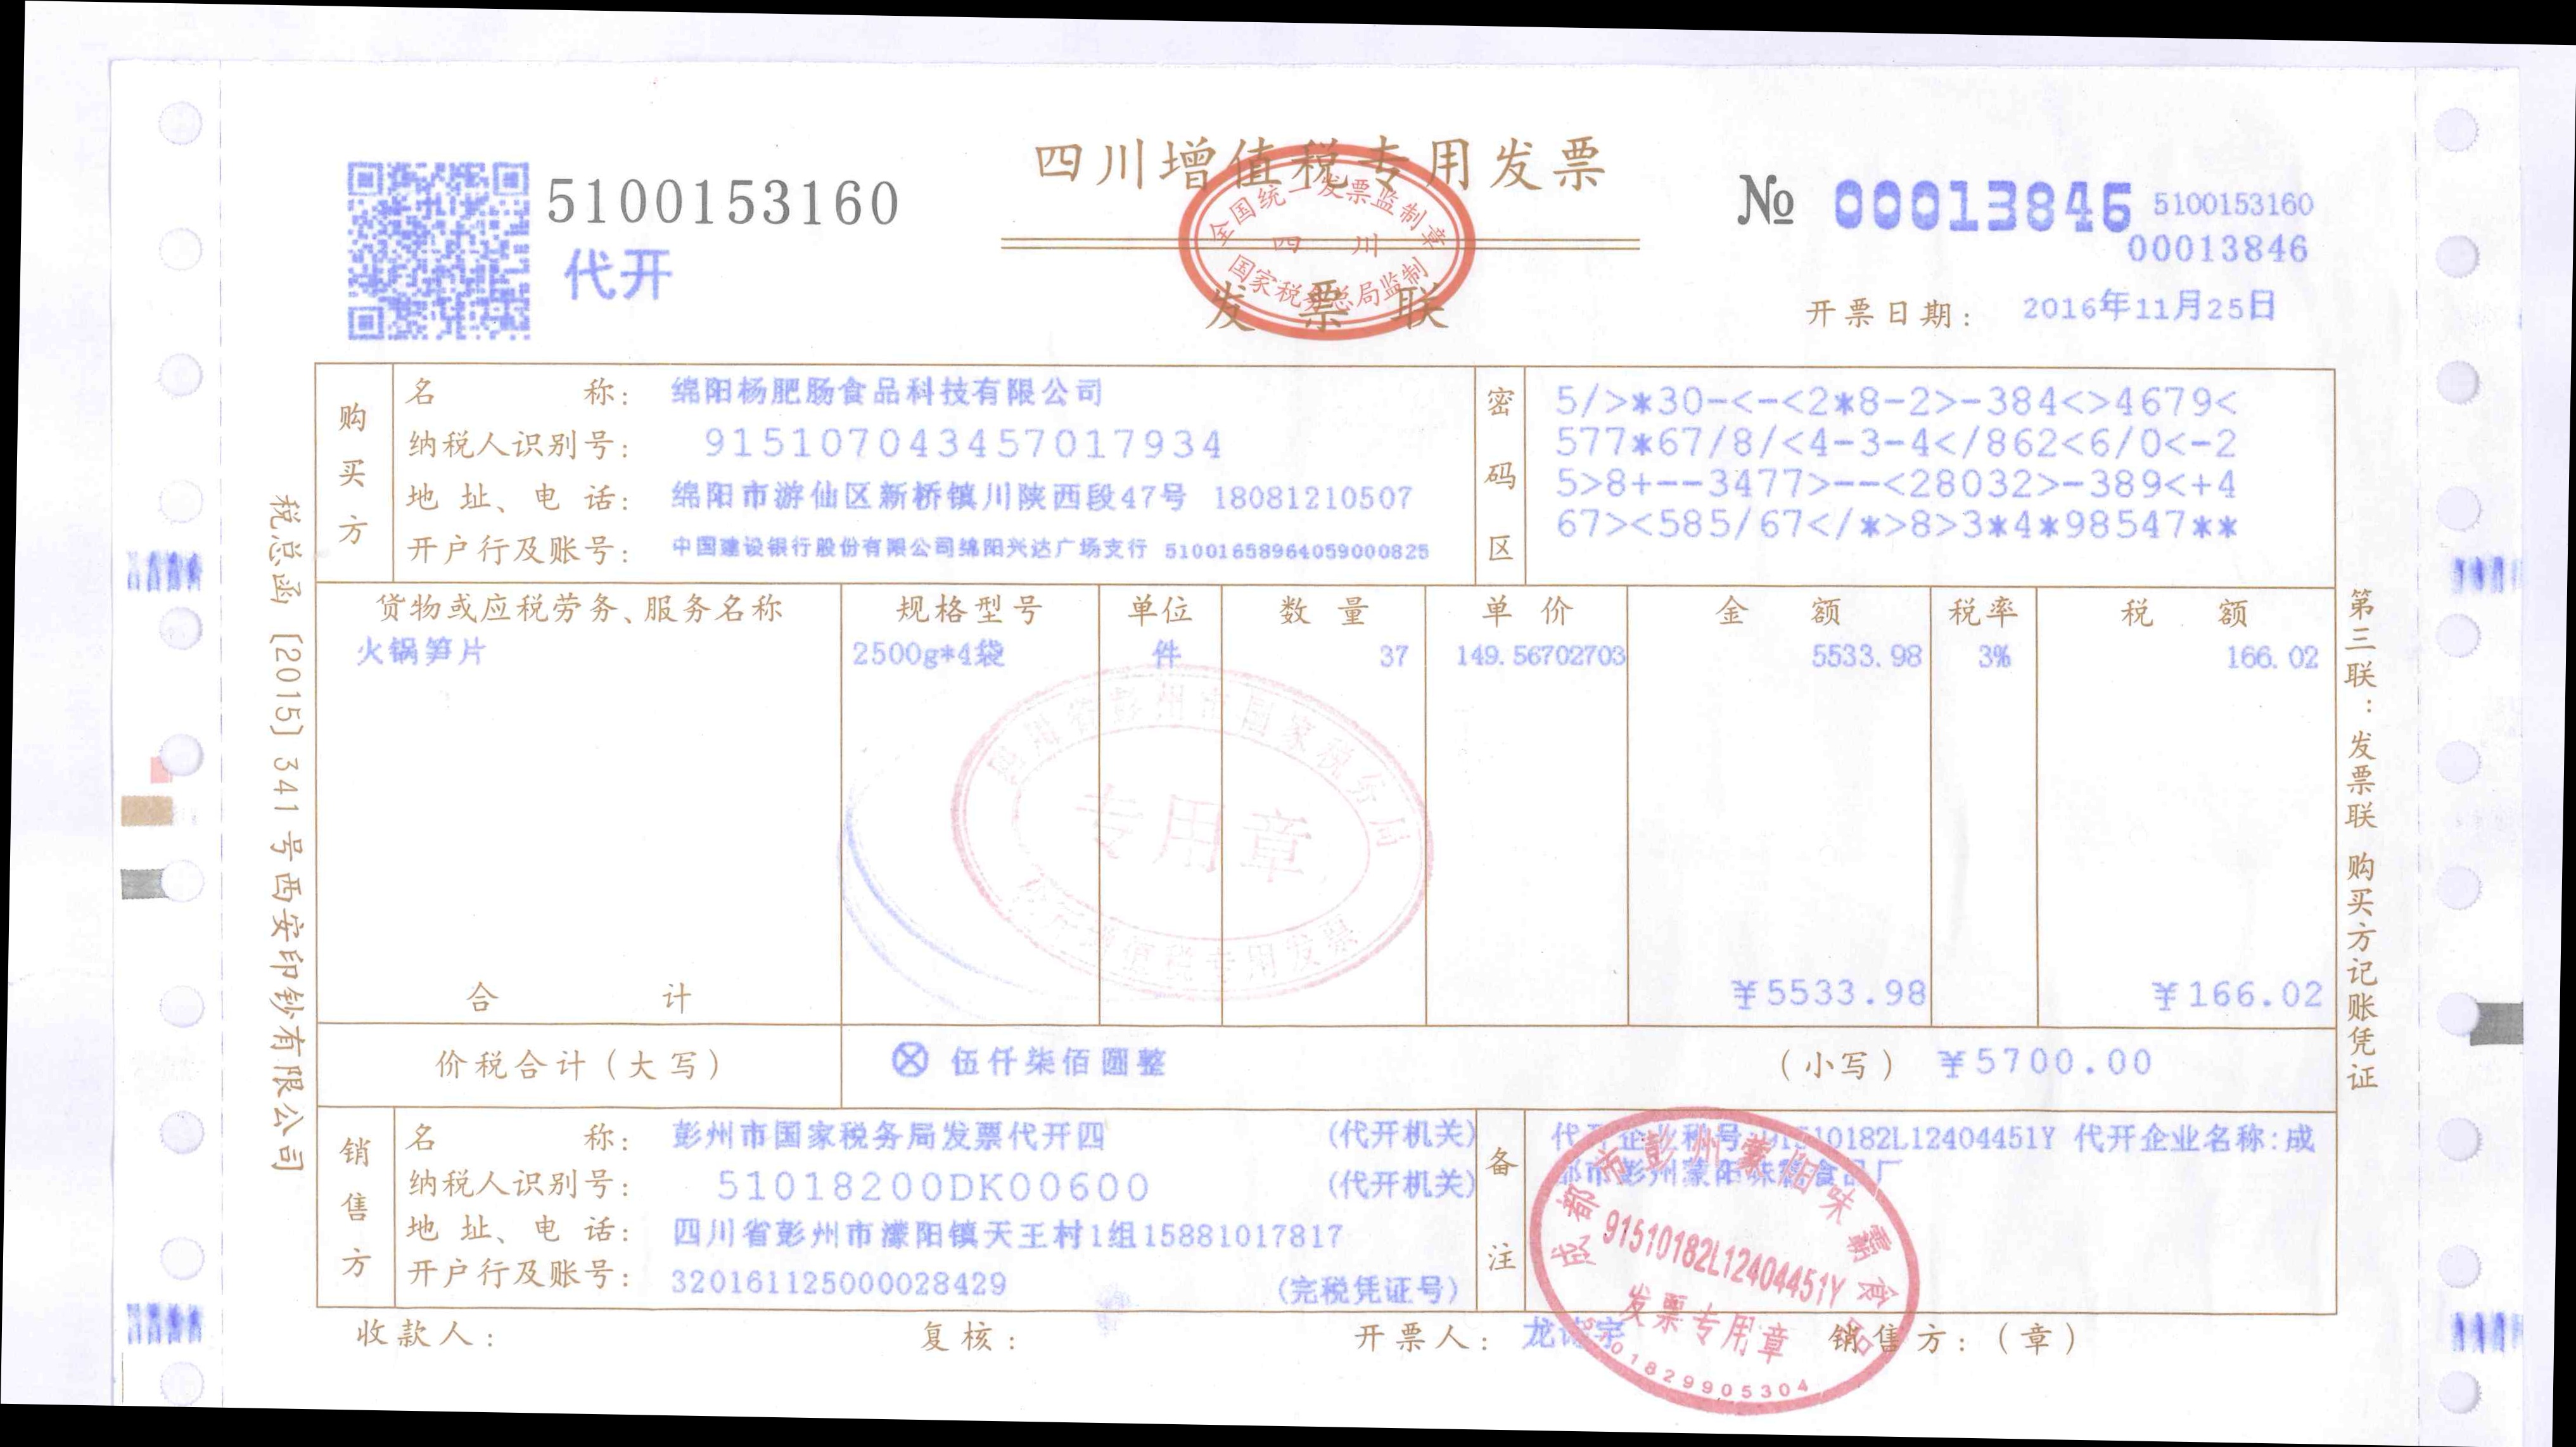 四川增值税专用发票
发票联
全国统一发票监制章
四川
国家税务总局监制
5100153160
代开
№ 00013846
5100153160
00013846
开票日期: 2016年11月25日
购买方
名称: 绵阳杨肥肠食品科技有限公司
纳税人识别号: 915107043457017934
地址、电话: 绵阳市游仙区新桥镇川陕西段47号 18081210507
开户行及账号: 中国建设银行股份有限公司绵阳兴达广场支行 51001658964059000825
密码区
5/>*30-<-<2*8-2>-384<>4679<
577*67/8/<4-3-4</862<6/0<-2
5>8+--3477>--<28032>-389<+4
67><585/67</*>8>3*4*98547**
货物或应税劳务、服务名称 规格型号 单位 数量 单价 金额 税率 税额
火锅笋片 2500g*4袋 件 37 149.56702703 5533.98 3% 166.02
四川省彭州市国家税务局
专用章
代开增值税专用发票
合计 ¥5533.98 ¥166.02
价税合计(大写) ⊗ 伍仟柒佰圆整 (小写) ¥5700.00
销售方
名称: 彭州市国家税务局发票代开四 (代开机关)
纳税人识别号: 51018200DK00600 (代开机关)
地址、电话: 四川省彭州市濛阳镇天王村1组15881017817
开户行及账号: 320161125000028429 (完税凭证号)
备注
代开企业税号:91510182L12404451Y 代开企业名称:成
都市彭州蒙阳味霸食品厂
成都市彭州蒙阳味霸食品
91510182L12404451Y
发票专用章
5101829905304
收款人: 复核: 开票人: 龙 宇 销售方:(章)
税总函〔2015〕341号西安印钞有限公司
第三联:发票联 购买方记账凭证